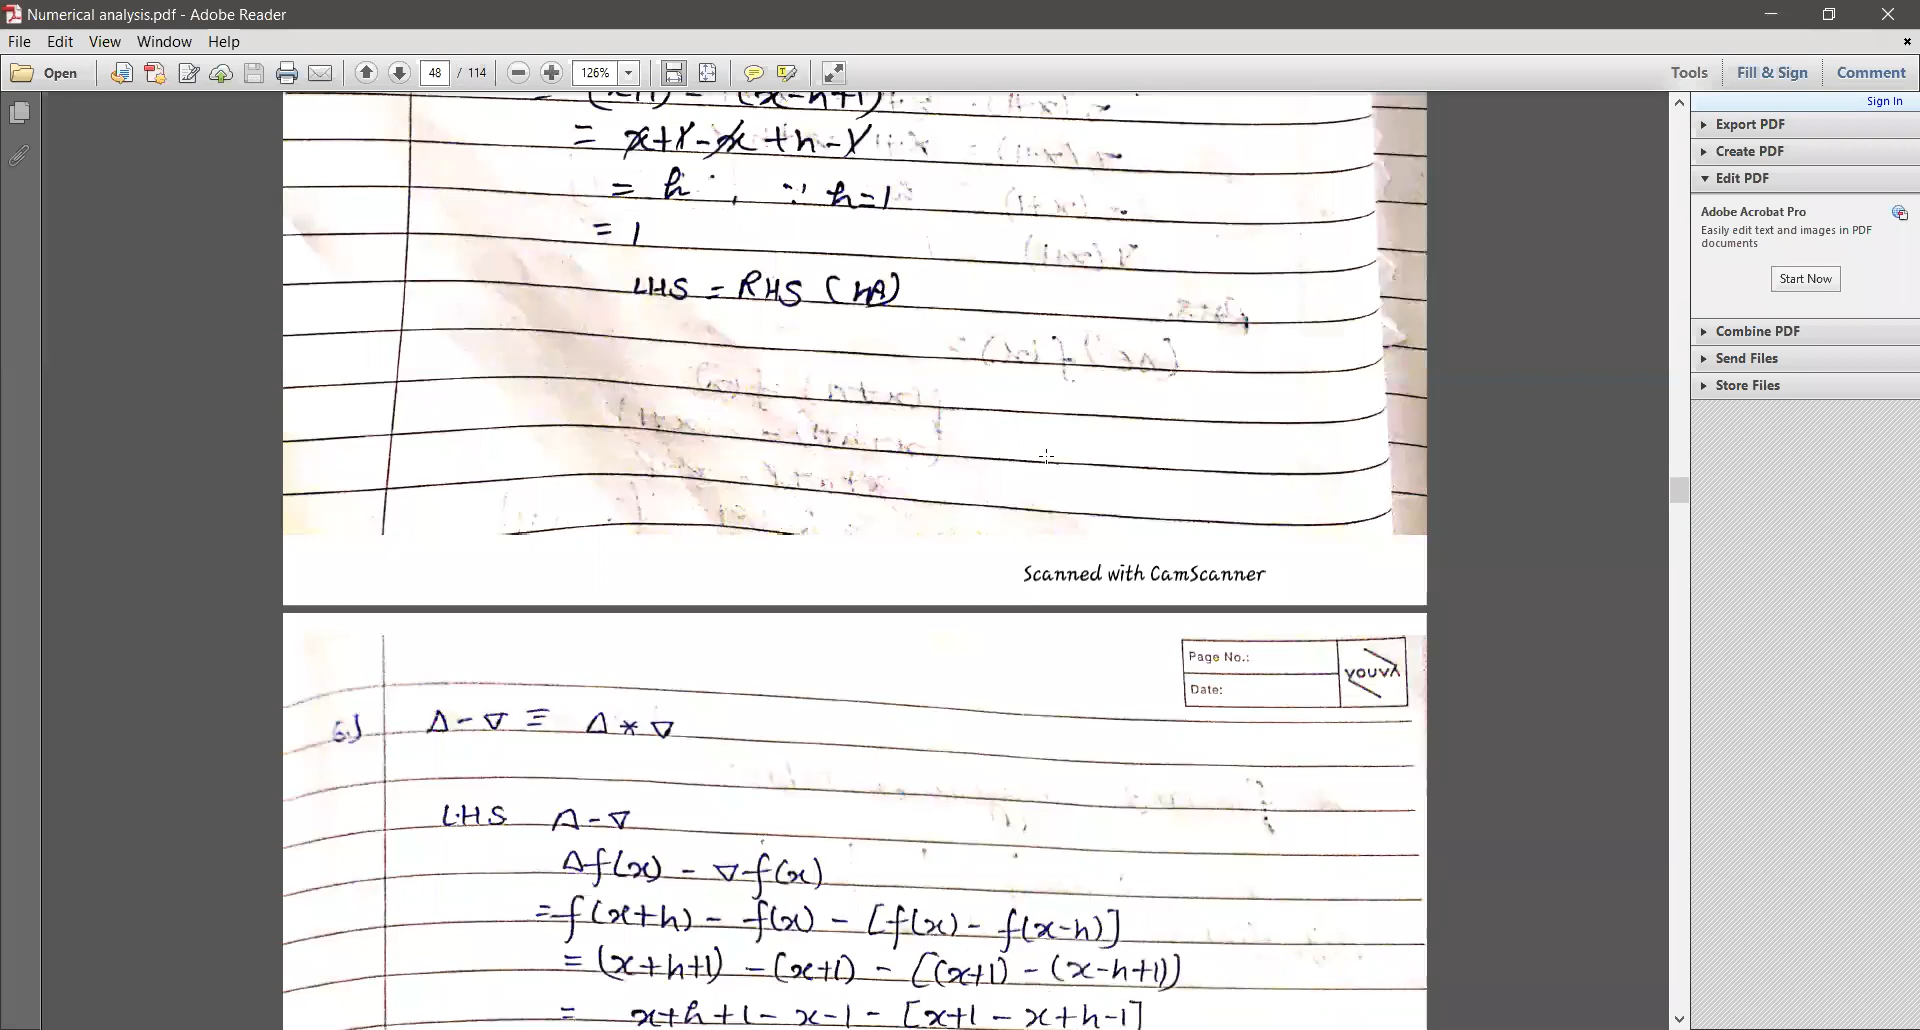 Numerical analysis.pdf - Adobe Reader
File Edit View Window Help
Open 48 / 114 126% Tools Fill & Sign Comment
Sign In
Export PDF
Create PDF
Edit PDF
Adobe Acrobat Pro
Easily edit text and images in PDF
documents
Start Now
Combine PDF
Send Files
Store Files
(x-h+1)
= x+1-x+h-1
= h , ∵ h=1
= 1
LHS = RHS
Scanned with CamScanner
Page No.:
Date:
YOUVA
6) Δ-∇ ≡ Δ*∇
L.H.S Δ-∇
Δf(x) - ∇f(x)
=f(x+h) - f(x) - [f(x) - f(x-h)]
= (x+h+1) -(x+1) - [(x+1) - (x-h+1)]
= x+h+1-x-1- [x+1 - x+h-1]